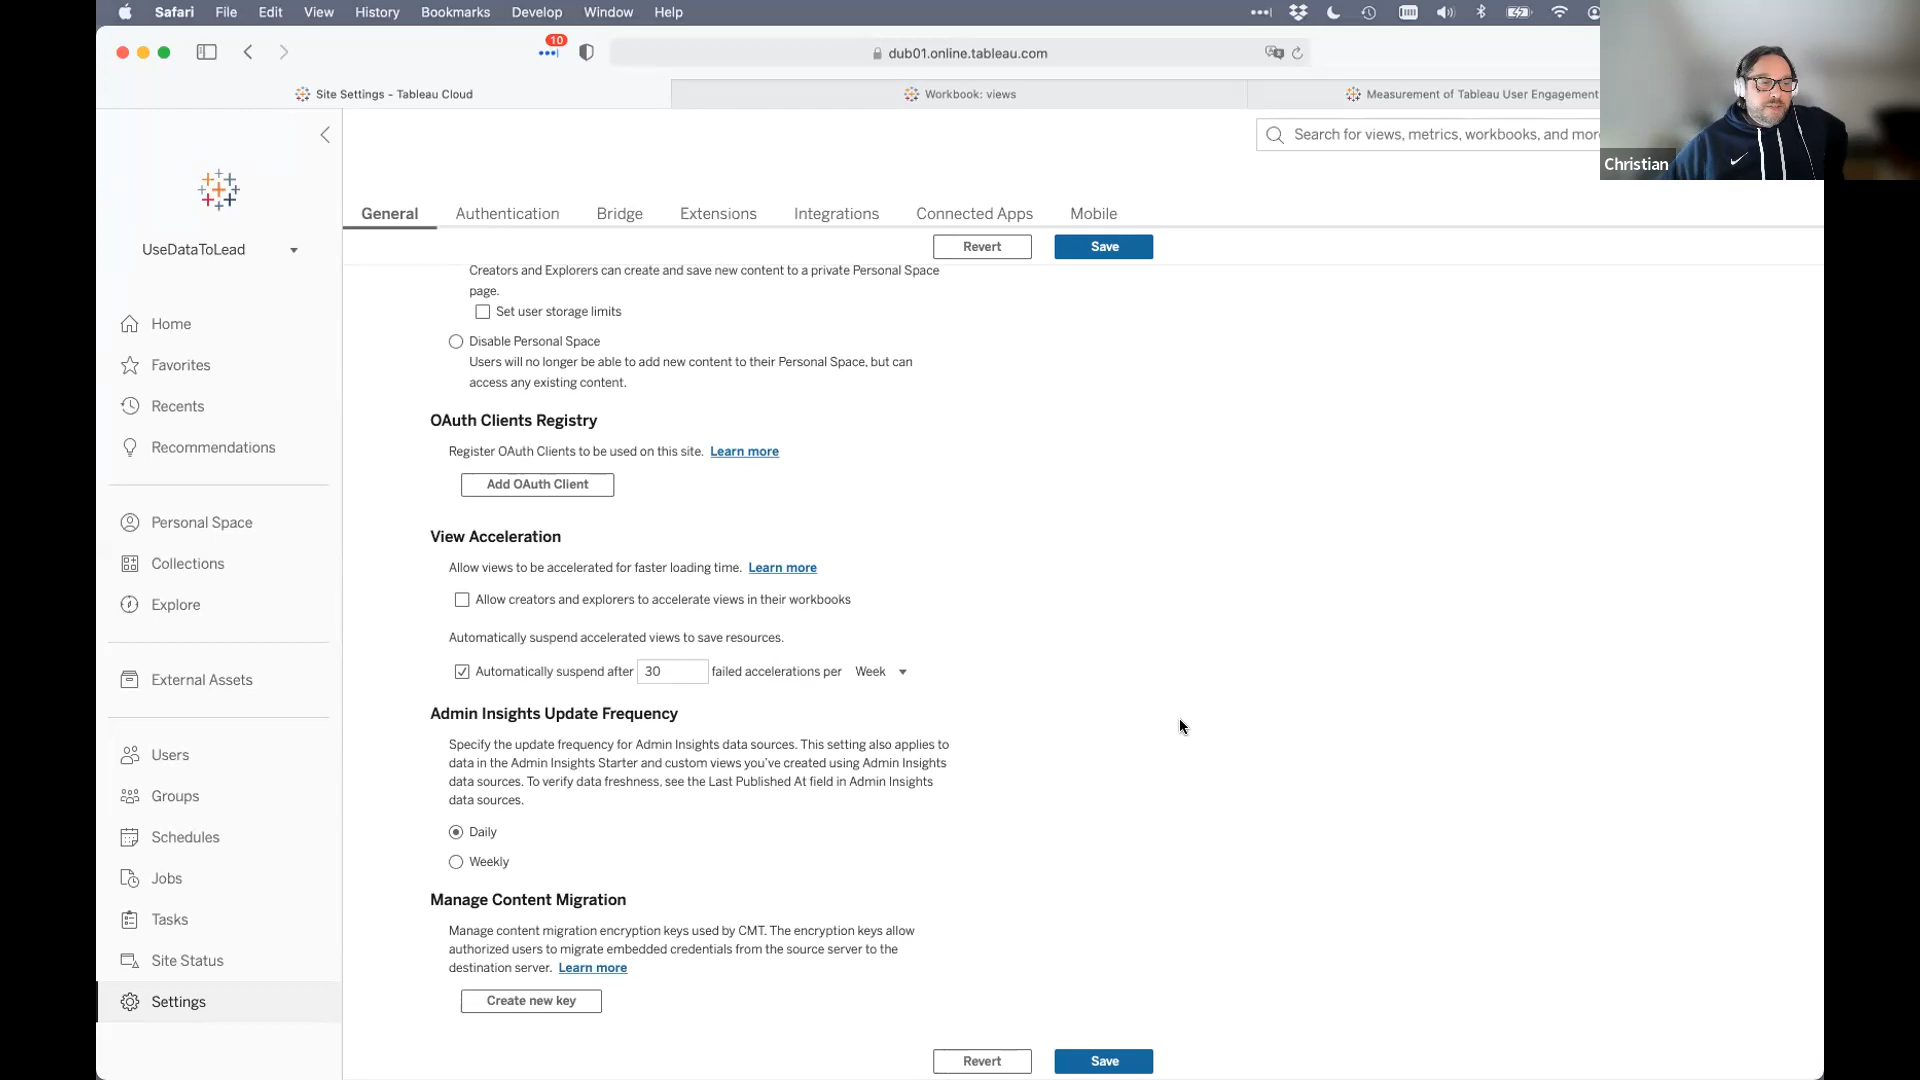 Safari File Edit View History Bookmarks Develop Window Help
10
dub01.online.tableau.com
Site Settings - Tableau Cloud
Workbook: views
Measurement of Tableau User Engagement
Christian
Search for views, metrics, workbooks, and more
UseDataToLead
General Authentication Bridge Extensions Integrations Connected Apps Mobile
Revert Save
Home
Favorites
Recents
Recommendations
Personal Space
Collections
Explore
External Assets
Users
Groups
Schedules
Jobs
Tasks
Site Status
Settings
Creators and Explorers can create and save new content to a private Personal Space
page.
Set user storage limits
Disable Personal Space
Users will no longer be able to add new content to their Personal Space, but can
access any existing content.
OAuth Clients Registry
Register OAuth Clients to be used on this site. Learn more
Add OAuth Client
View Acceleration
Allow views to be accelerated for faster loading time. Learn more
Allow creators and explorers to accelerate views in their workbooks
Automatically suspend accelerated views to save resources.
Automatically suspend after 30 failed accelerations per Week
Admin Insights Update Frequency
Specify the update frequency for Admin Insights data sources. This setting also applies to
data in the Admin Insights Starter and custom views you've created using Admin Insights
data sources. To verify data freshness, see the Last Published At field in Admin Insights
data sources.
Daily
Weekly
Manage Content Migration
Manage content migration encryption keys used by CMT. The encryption keys allow
authorized users to migrate embedded credentials from the source server to the
destination server. Learn more
Create new key
Revert Save